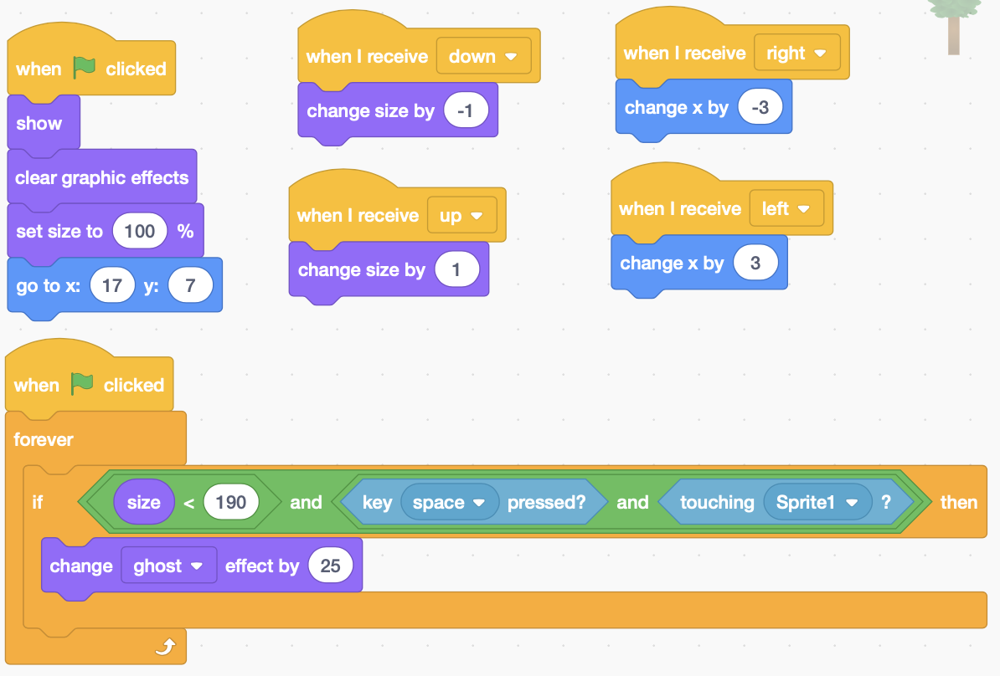 when clicked
show
clear graphic effects
set size to 100 %
go to x: 17 y: 7
when I receive down
change size by -1
when I receive up
change size by 1
when I receive right
change x by -3
when I receive left
change x by 3
when clicked
forever
if size < 190 and key space pressed? and touching Sprite1 ? then
change ghost effect by 25